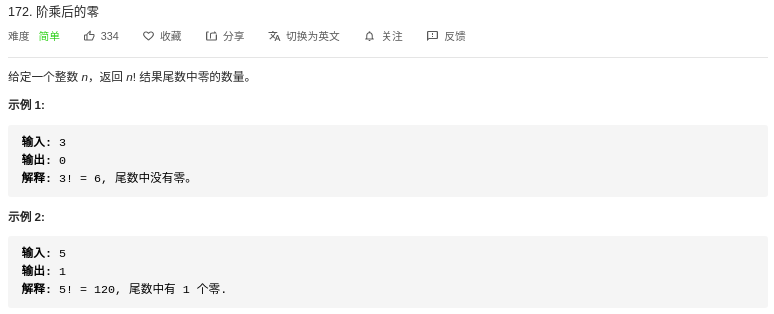 172. 阶乘后的零
难度 简单 334 收藏 分享 切换为英文 关注 反馈
给定一个整数 n，返回 n! 结果尾数中零的数量。
示例 1:
输入: 3
输出: 0
解释: 3! = 6, 尾数中没有零。
示例 2:
输入: 5
输出: 1
解释: 5! = 120, 尾数中有 1 个零.